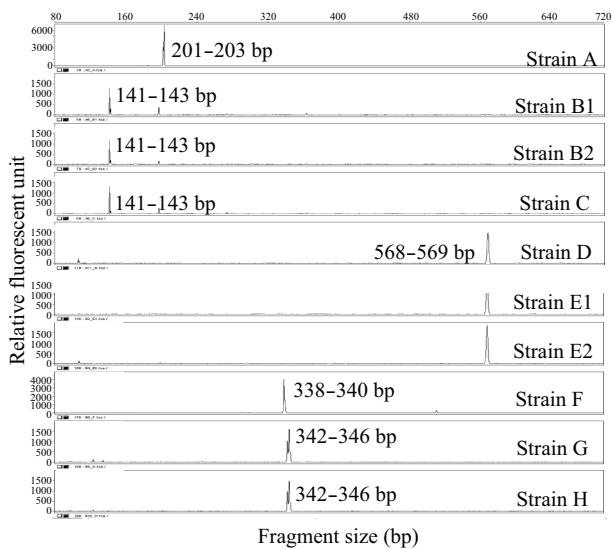 80 160 240 320 400 480 560 640 720
Relative fluorescent unit
6000
4000
2000
0
201–203 bp
Strain A
1500
1000
500
0
141–143 bp
Strain B1
1500
1000
500
0
141–143 bp
Strain B2
1500
1000
500
0
141–143 bp
Strain C
1500
1000
500
0
568–569 bp
Strain D
1500
1000
500
0
Strain E1
1500
1000
500
0
Strain E2
4000
3000
2000
1000
0
338–340 bp
Strain F
1500
1000
500
0
342–346 bp
Strain G
1500
1000
500
0
342–346 bp
Strain H
Fragment size (bp)